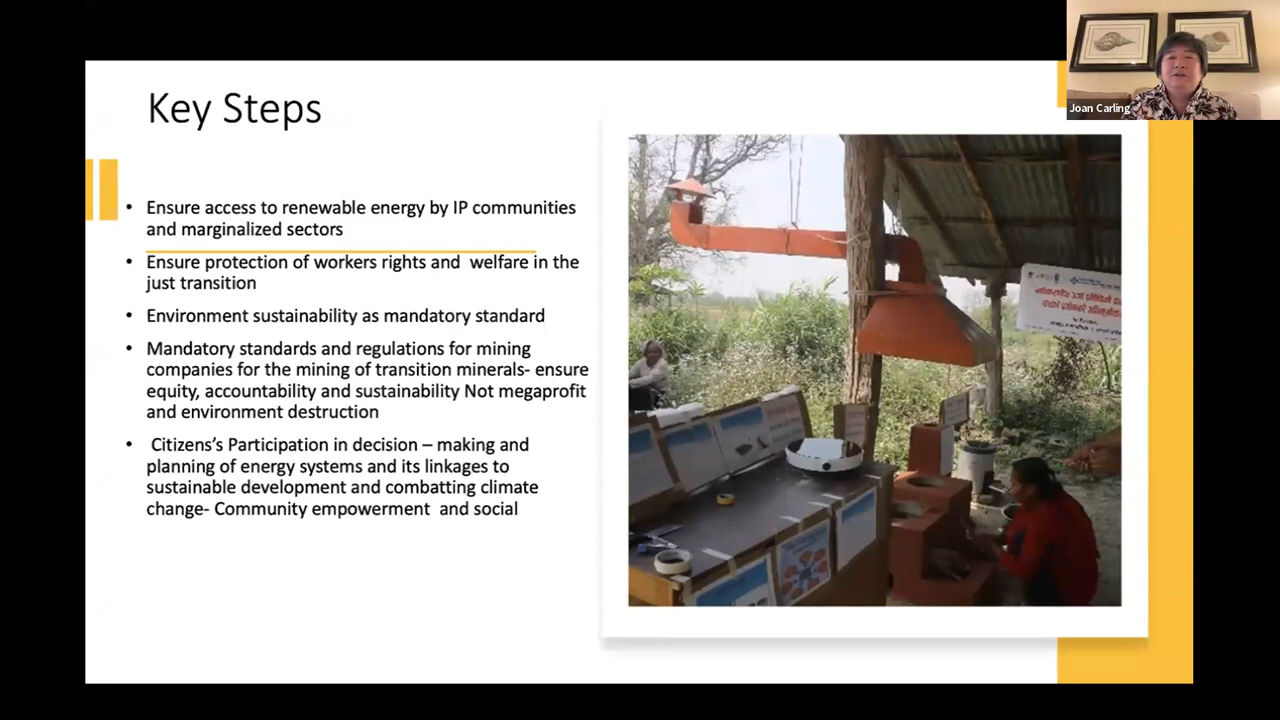 Joan Carling
Key Steps
• Ensure access to renewable energy by IP communities
and marginalized sectors
• Ensure protection of workers rights and  welfare in the
just transition
• Environment sustainability as mandatory standard
• Mandatory standards and regulations for mining
companies for the mining of transition minerals- ensure
equity, accountability and sustainability Not megaprofit
and environment destruction
•  Citizens’s Participation in decision – making and
planning of energy systems and its linkages to
sustainable development and combatting climate
change- Community empowerment  and social